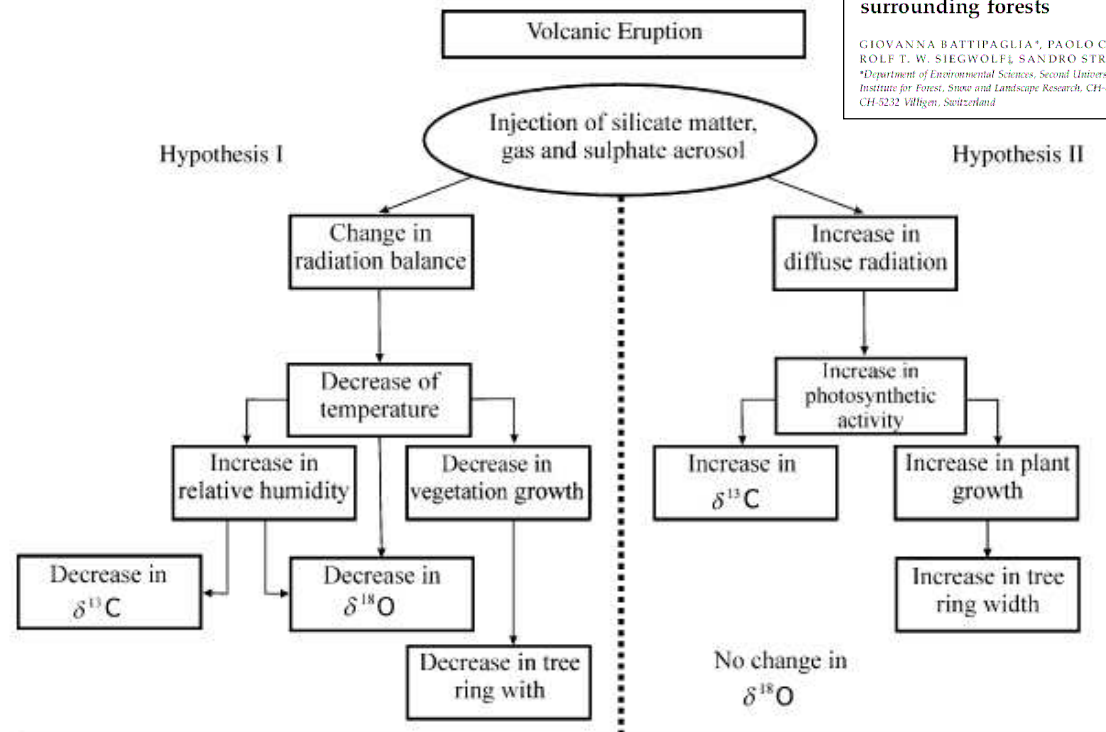 surrounding forests
GIOVANNA BATTIPAGLIA*, PAOLO C
ROLF T. W. SIEGWOLF‡, SANDRO STR
*Department of Environmental Sciences, Second Univers
Institute for Forest, Snow and Landscape Research, CH-
CH-5232 Villigen, Switzerland
Volcanic Eruption
Injection of silicate matter,
gas and sulphate aerosol
Hypothesis I
Hypothesis II
Change in
radiation balance
Increase in
diffuse radiation
Decrease of
temperature
Increase in
photosynthetic
activity
Increase in
relative humidity
Decrease in
vegetation growth
Increase in
δ¹³C
Increase in plant
growth
Decrease in
δ¹³C
Decrease in
δ¹⁸O
Increase in tree
ring width
Decrease in tree
ring with
No change in
δ¹⁸O